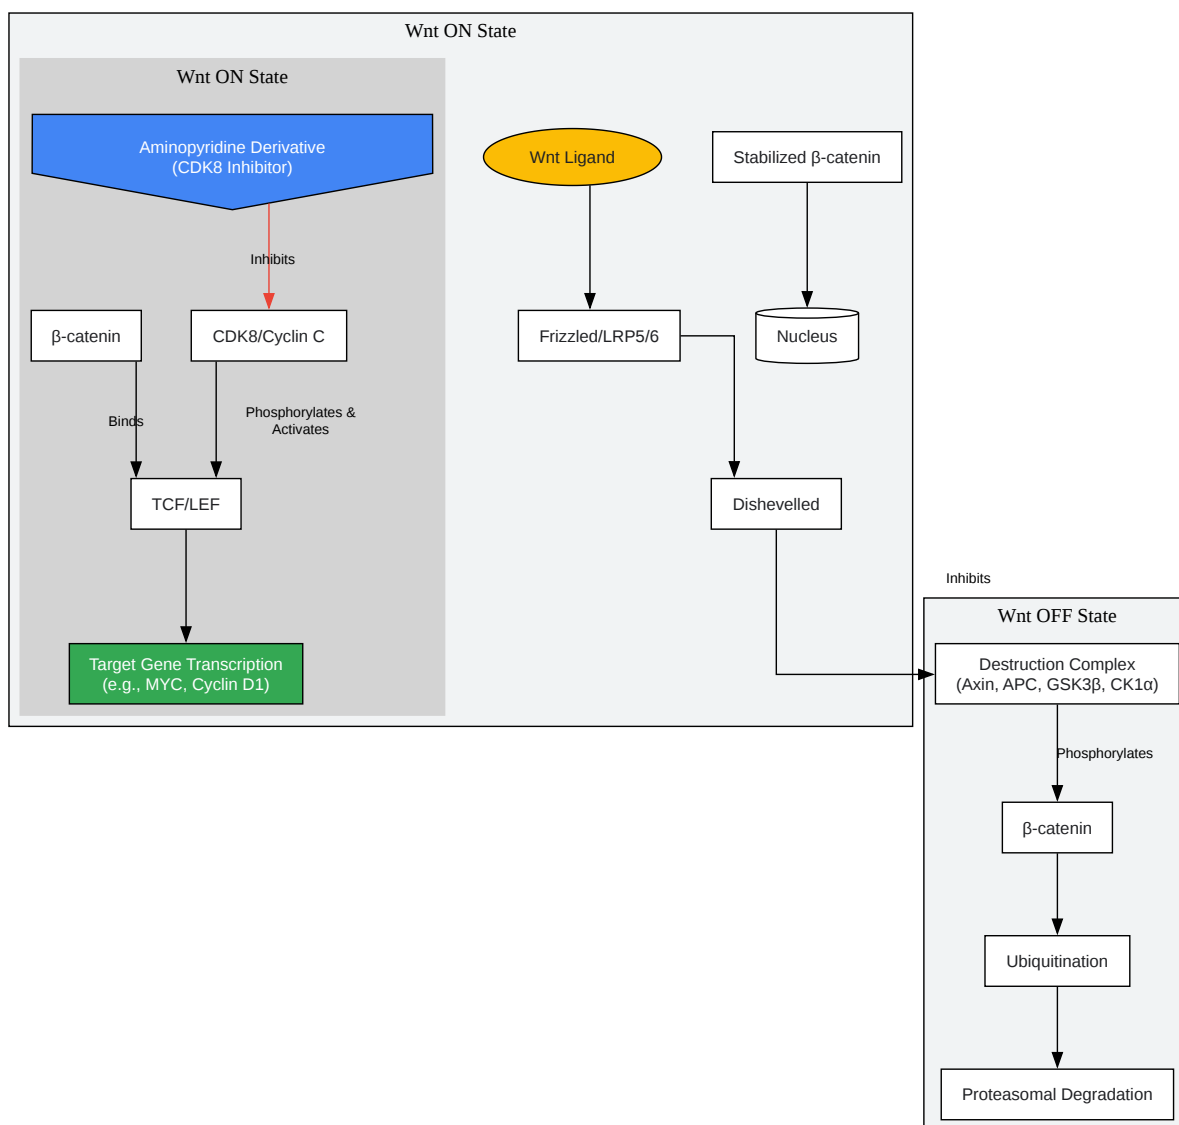 Wnt ON State
Wnt ON State
Aminopyridine Derivative
(CDK8 Inhibitor)
Wnt Ligand
Stabilized β-catenin
Inhibits
β-catenin
CDK8/Cyclin C
Frizzled/LRP5/6
Nucleus
Binds
Phosphorylates &
Activates
TCF/LEF
Dishevelled
Inhibits
Wnt OFF State
Target Gene Transcription
(e.g., MYC, Cyclin D1)
Destruction Complex
(Axin, APC, GSK3β, CK1α)
Phosphorylates
β-catenin
Ubiquitination
Proteasomal Degradation